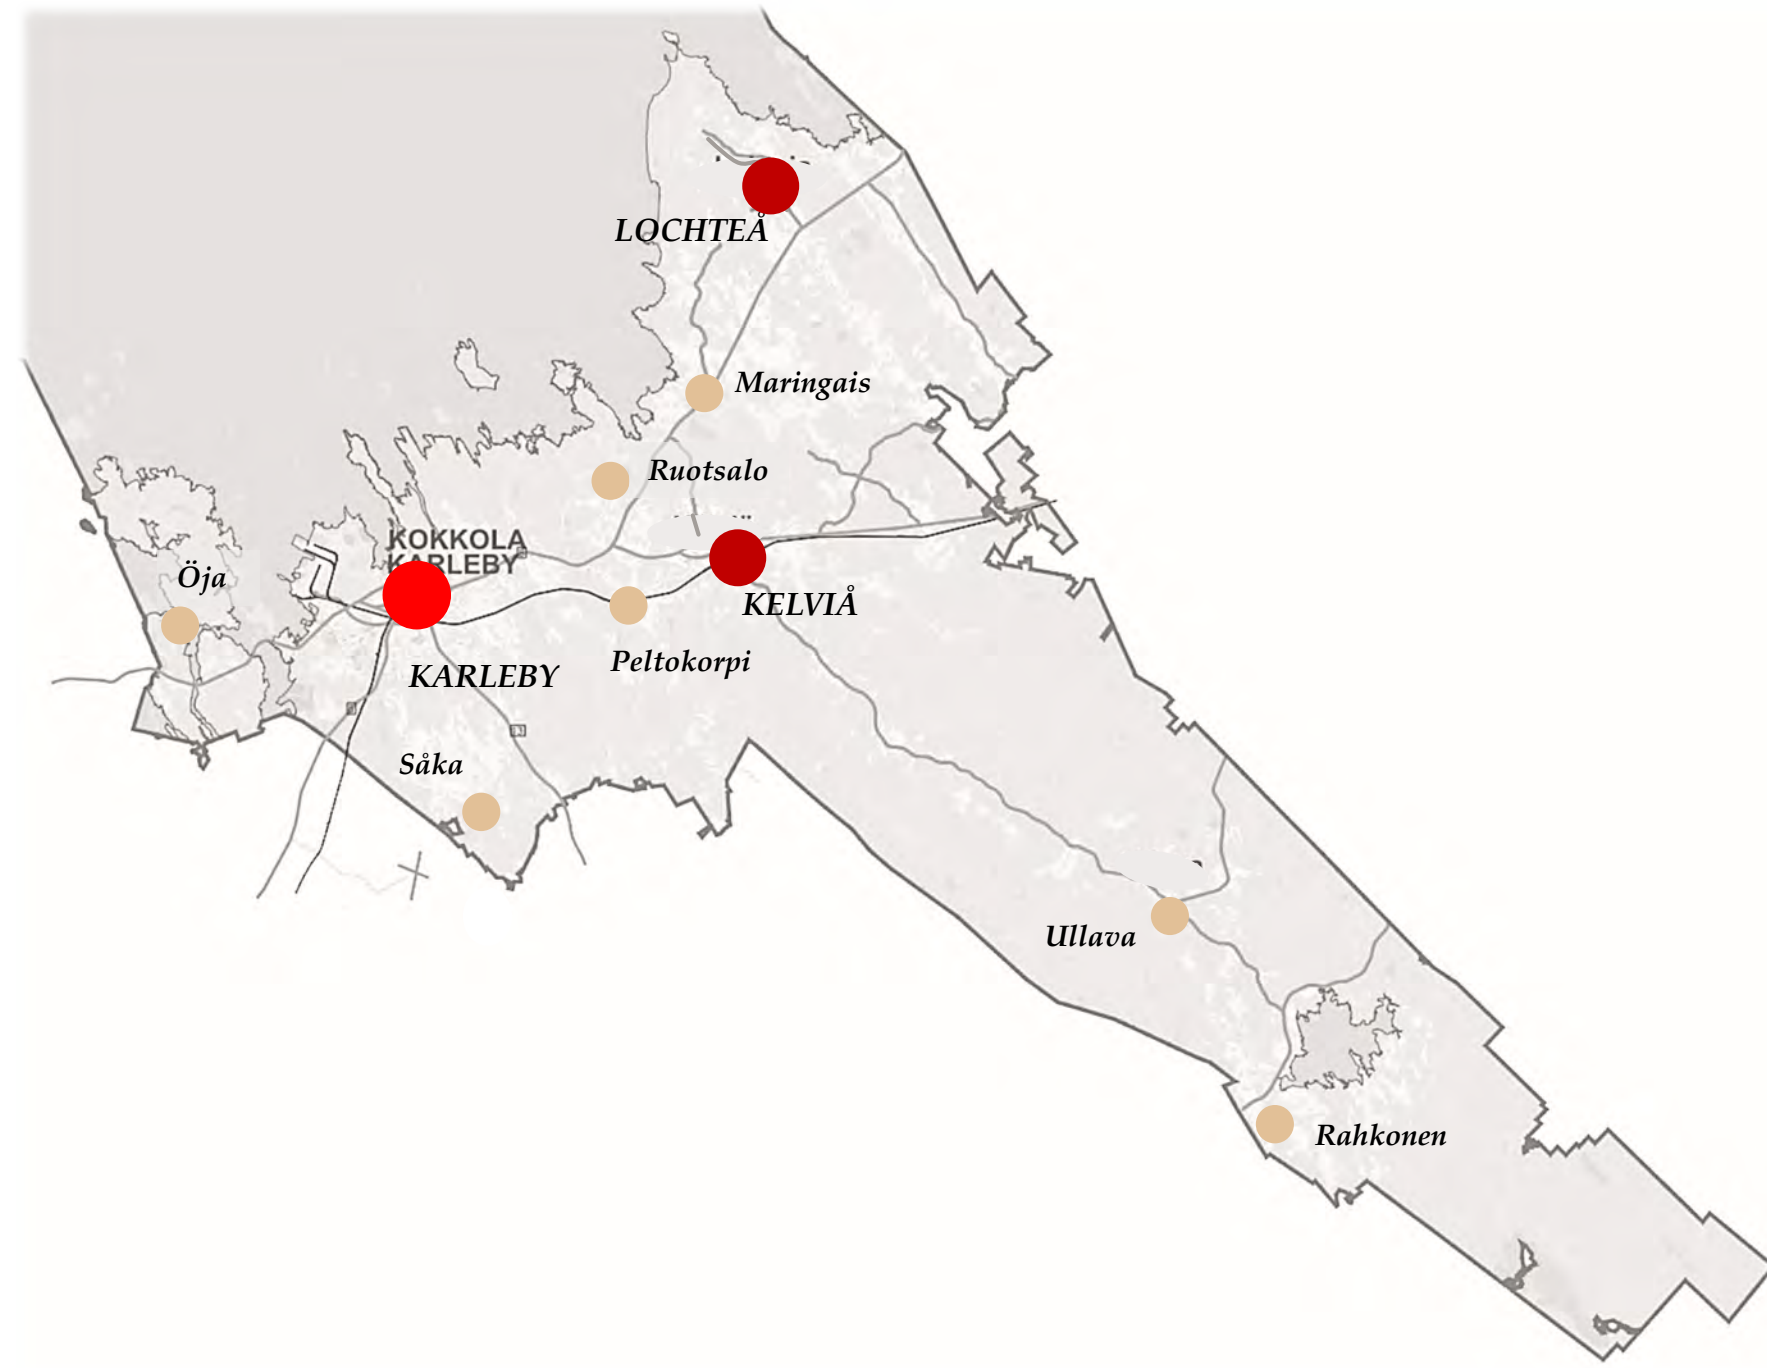 LOCHTEÅ
Maringais
Ruotsalo
KOKKOLA
KARLEBY
Öja
KELVIÅ
Peltokorpi
KARLEBY
Såka
Ullava
Rahkonen